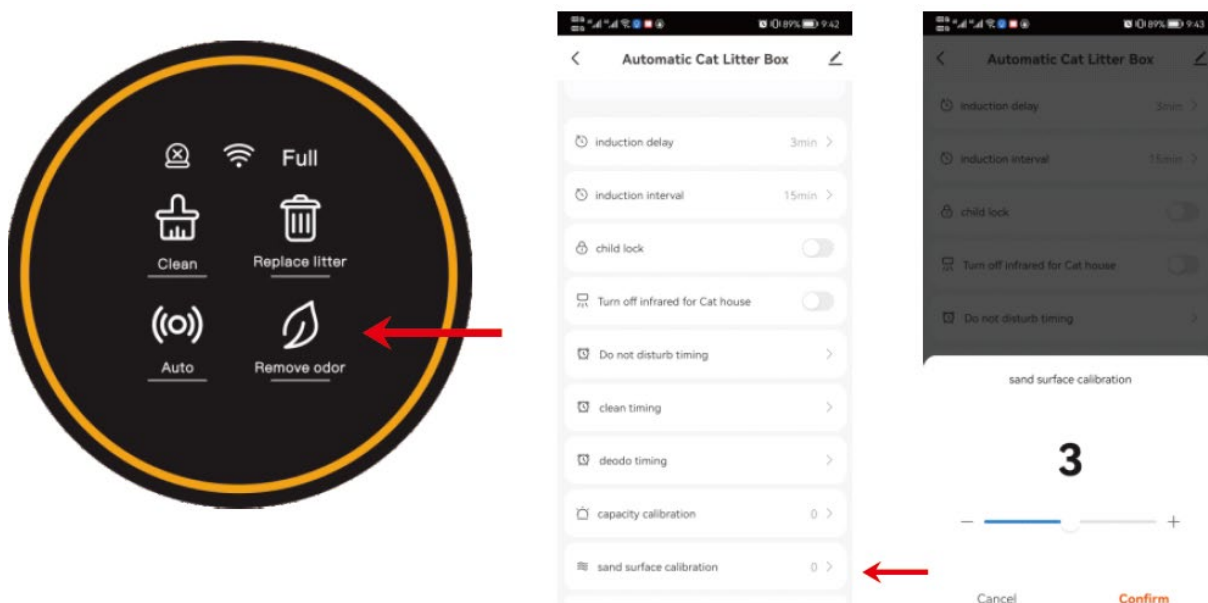 Full
Clean
Replace litter
Auto
Remove odor
89% 9:42
Automatic Cat Litter Box
induction delay 3min
induction interval 15min
child lock
Turn off infrared for Cat house
Do not disturb timing
clean timing
deodo timing
capacity calibration 0
sand surface calibration 0
89% 9:43
Automatic Cat Litter Box
induction delay 3min
induction interval 15min
child lock
Turn off infrared for Cat house
Do not disturb timing
sand surface calibration
3
Cancel Confirm